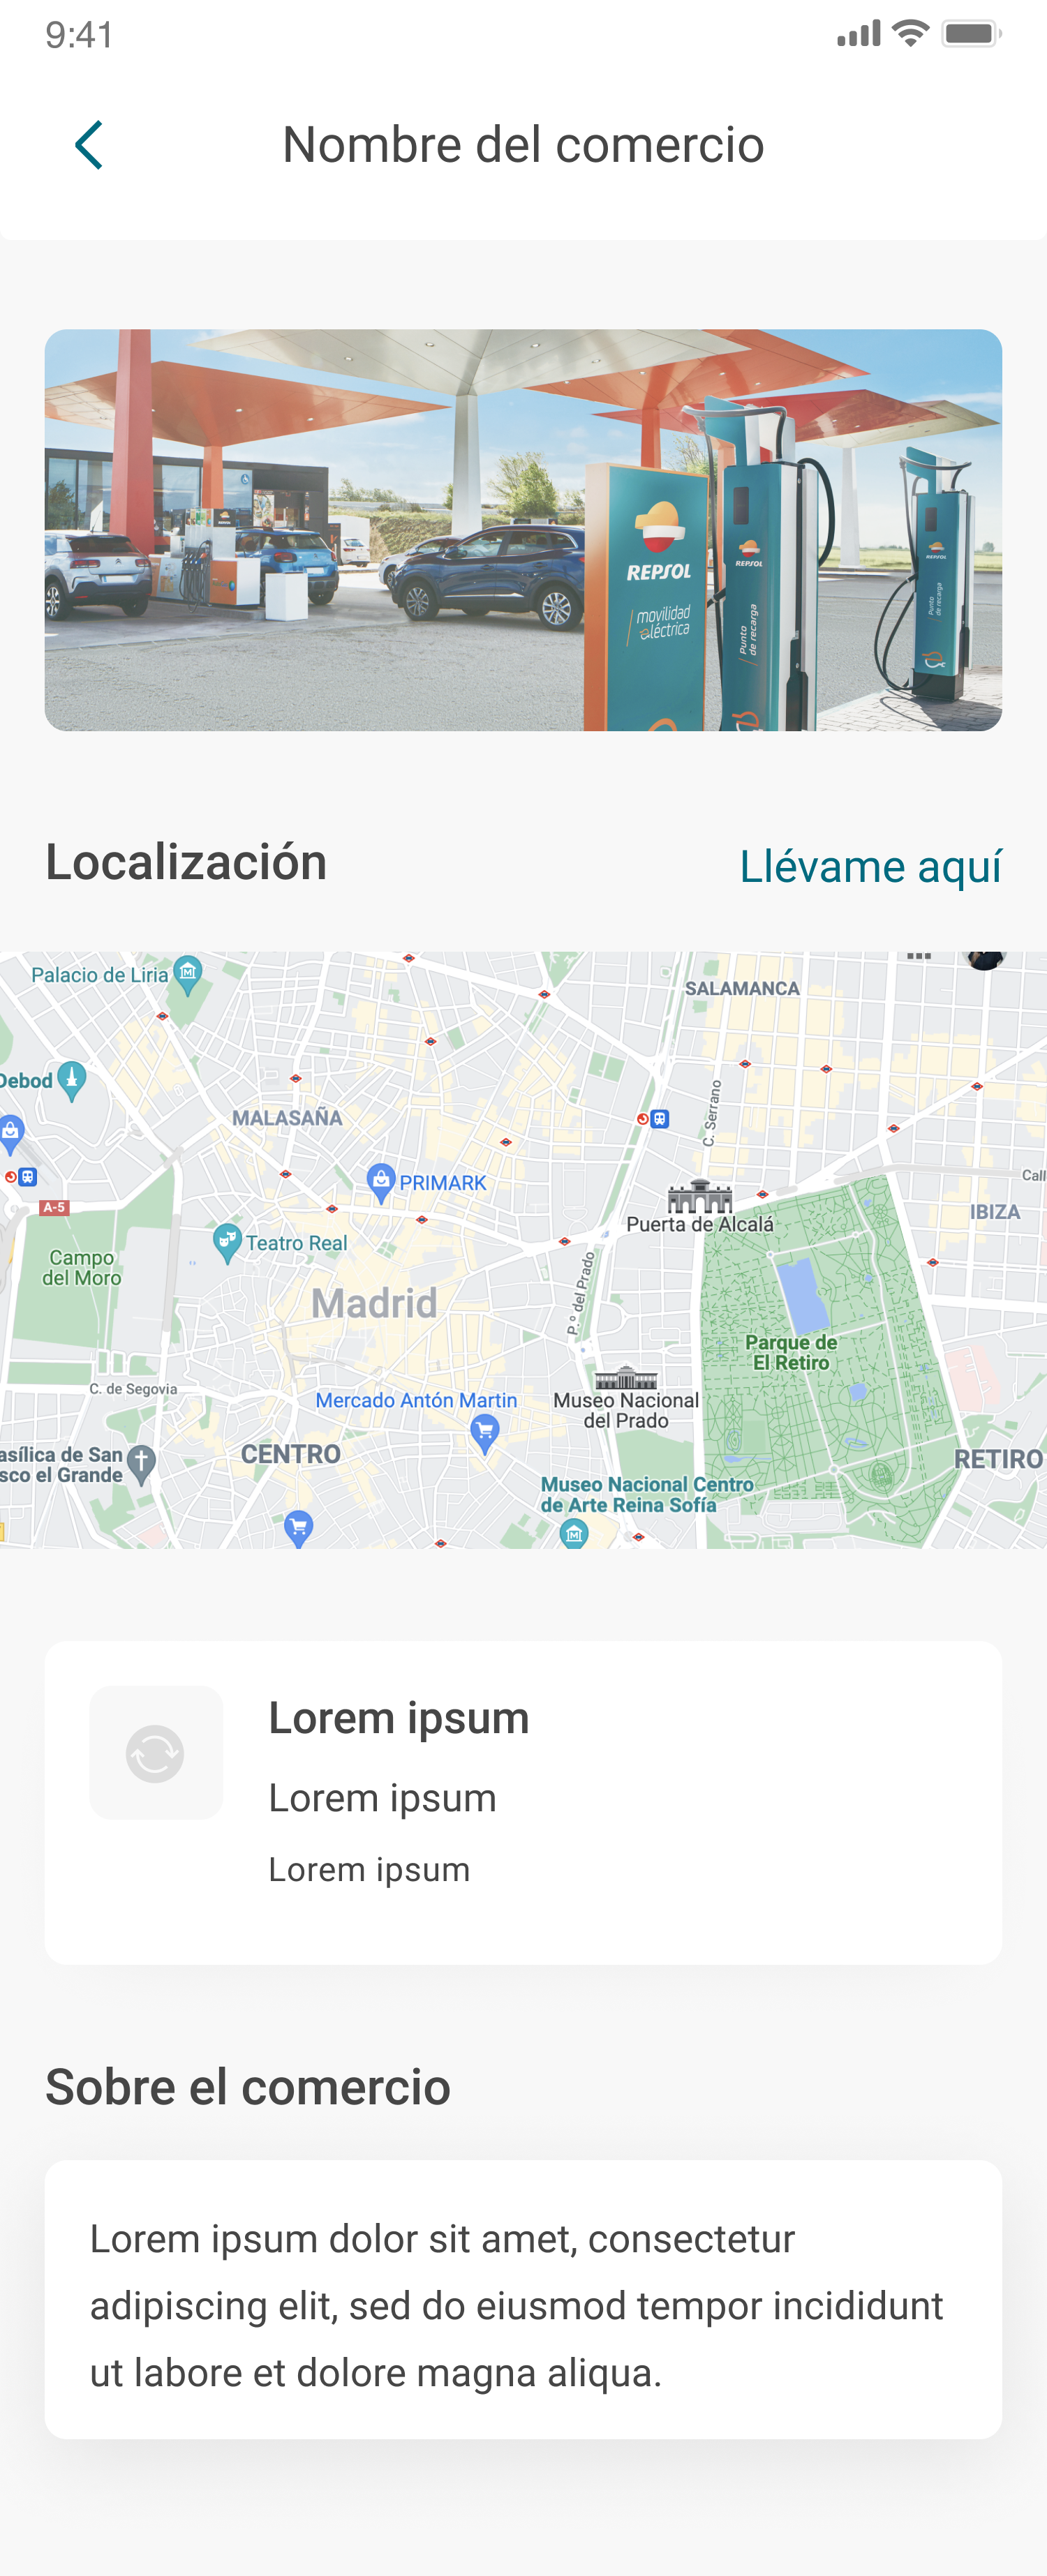 9:41
Nombre del comercio
REPSOL
movilidad
eléctrica
REPSOL
Punto
de recarga
REPSOL
Punto
de recarga
Localización
Llévame aquí
Palacio de Liria
SALAMANCA
Debod
C. Serrano
MALASAÑA
PRIMARK
A-5
Call
IBIZA
Puerta de Alcalá
Teatro Real
Campo
del Moro
P.º del Prado
Madrid
Parque de
El Retiro
C. de Segovia
Mercado Antón Martin
Museo Nacional
del Prado
asílica de San
sco el Grande
CENTRO
RETIRO
Museo Nacional Centro
de Arte Reina Sofía
Lorem ipsum
Lorem ipsum
Lorem ipsum
Sobre el comercio
Lorem ipsum dolor sit amet, consectetur
adipiscing elit, sed do eiusmod tempor incididunt
ut labore et dolore magna aliqua.